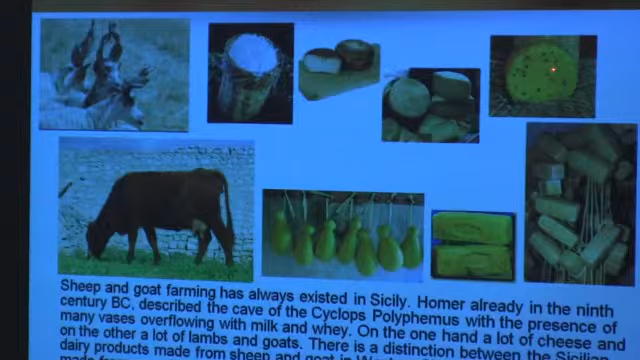 Sheep and goat farming has always existed in Sicily. Homer already in the ninth
century BC, described the cave of the Cyclops Polyphemus with the presence of
many vases overflowing with milk and whey. On the one hand a lot of cheese and
on the other a lot of lambs and goats. There is a distinction between the Sicilian
dairy products made from sheep and goat in